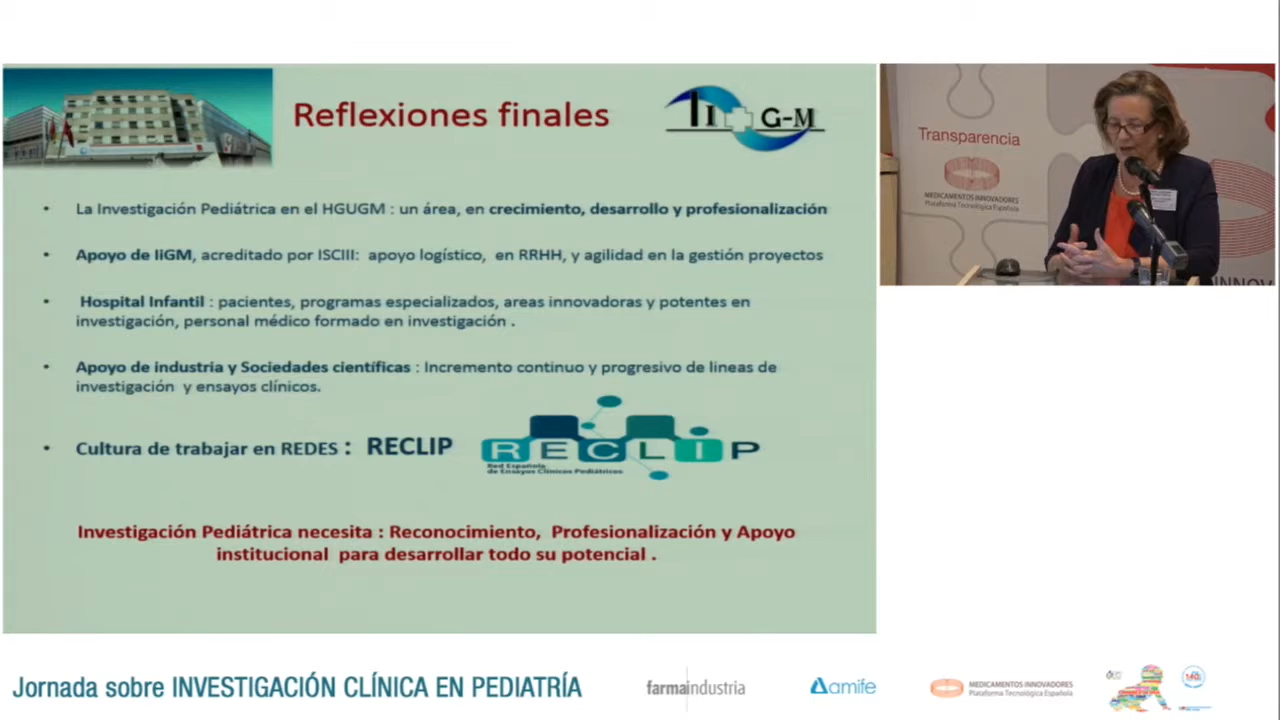 Reflexiones finales
IiGM
• La Investigación Pediátrica en el HGUGM : un área, en crecimiento, desarrollo y profesionalización
• Apoyo de IiGM, acreditado por ISCIII: apoyo logístico, en RRHH, y agilidad en la gestión proyectos
• Hospital Infantil : pacientes, programas especializados, areas innovadoras y potentes en
investigación, personal médico formado en investigación .
• Apoyo de industria y Sociedades científicas : Incremento continuo y progresivo de lineas de
investigación y ensayos clínicos.
• Cultura de trabajar en REDES : RECLIP
RECLIP
Red Española
de Ensayos Clínicos Pediátricos
Investigación Pediátrica necesita : Reconocimiento, Profesionalización y Apoyo
institucional para desarrollar todo su potencial .
Transparencia
MEDICAMENTOS INNOVADORES
Plataforma Tecnológica Española
INNOV
Jornada sobre INVESTIGACIÓN CLÍNICA EN PEDIATRÍA
farmaindustria
amife
MEDICAMENTOS INNOVADORES
Plataforma Tecnológica Española